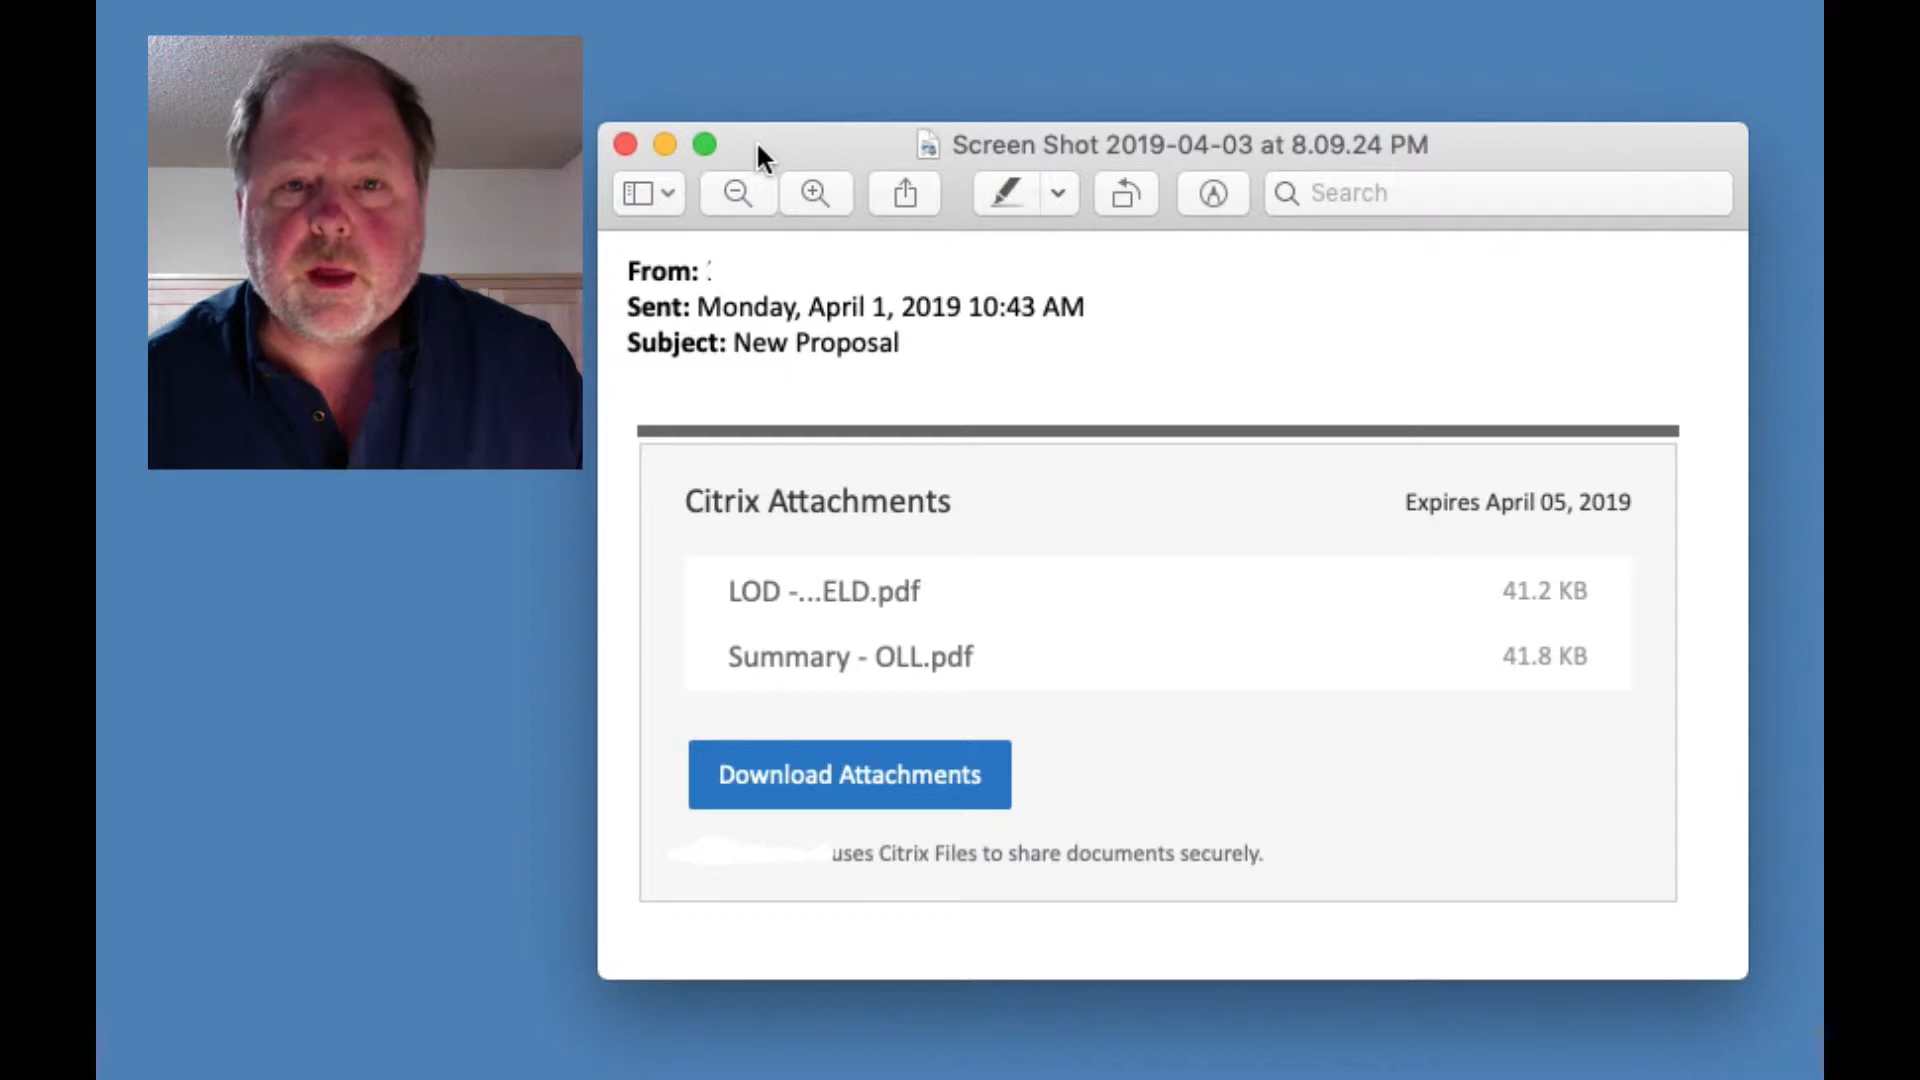 Screen Shot 2019-04-03 at 8.09.24 PM
Search
From:
Sent: Monday, April 1, 2019 10:43 AM
Subject: New Proposal
Citrix Attachments
Expires April 05, 2019
LOD -...ELD.pdf
41.2 KB
Summary - OLL.pdf
41.8 KB
Download Attachments
uses Citrix Files to share documents securely.